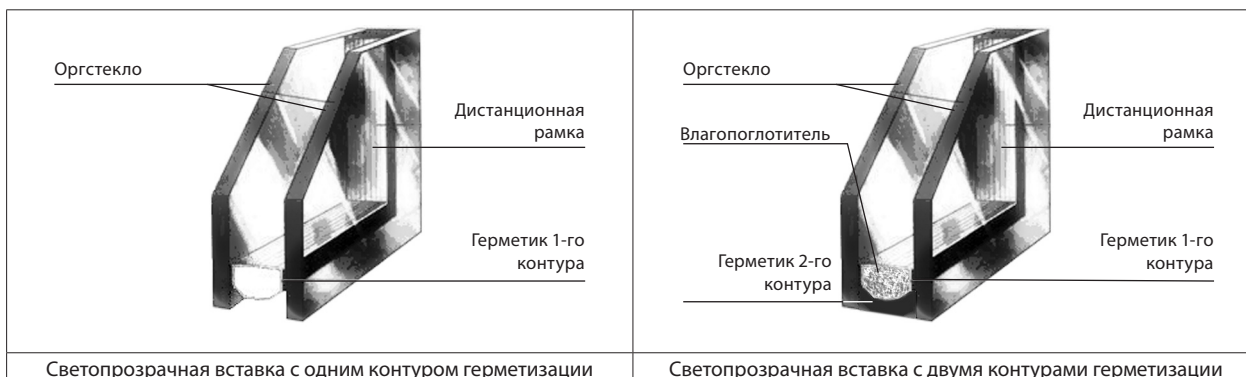 Оргстекло
Дистанционная
рамка
Герметик 1-го
контура
Светопрозрачная вставка с одним контуром герметизации
Оргстекло
Влагопоглотитель
Дистанционная
рамка
Герметик 2-го
контура
Герметик 1-го
контура
Светопрозрачная вставка с двумя контурами герметизации